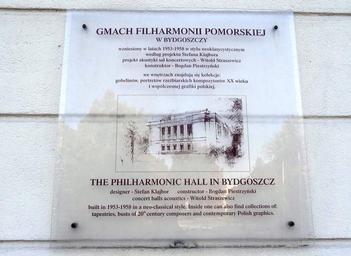 GMACH FILHARMONII POMORSKIEJ
W BYDGOSZCZY
wzniesiony w latach 1953-1958 w stylu neoklasycystycznym
według projektu Stefana Klajbora
projekt akustyki sal koncertowych - Witold Straszewicz
konstruktor - Bogdan Piestrzyński
we wnętrzach znajdują się kolekcje:
gobelinów, portretów rzeźbiarskich kompozytorów XX wieku
i współczesnej grafiki polskiej.
THE PHILHARMONIC HALL IN BYDGOSZCZ
designer - Stefan Klajbor constructor - Bogdan Piestrzyński
concert halls acoustics - Witold Straszewicz
built in 1953-1958 in a neo-classical style. Inside one can also find collections of:
tapestries, busts of 20th century composers and contemporary Polish graphics.